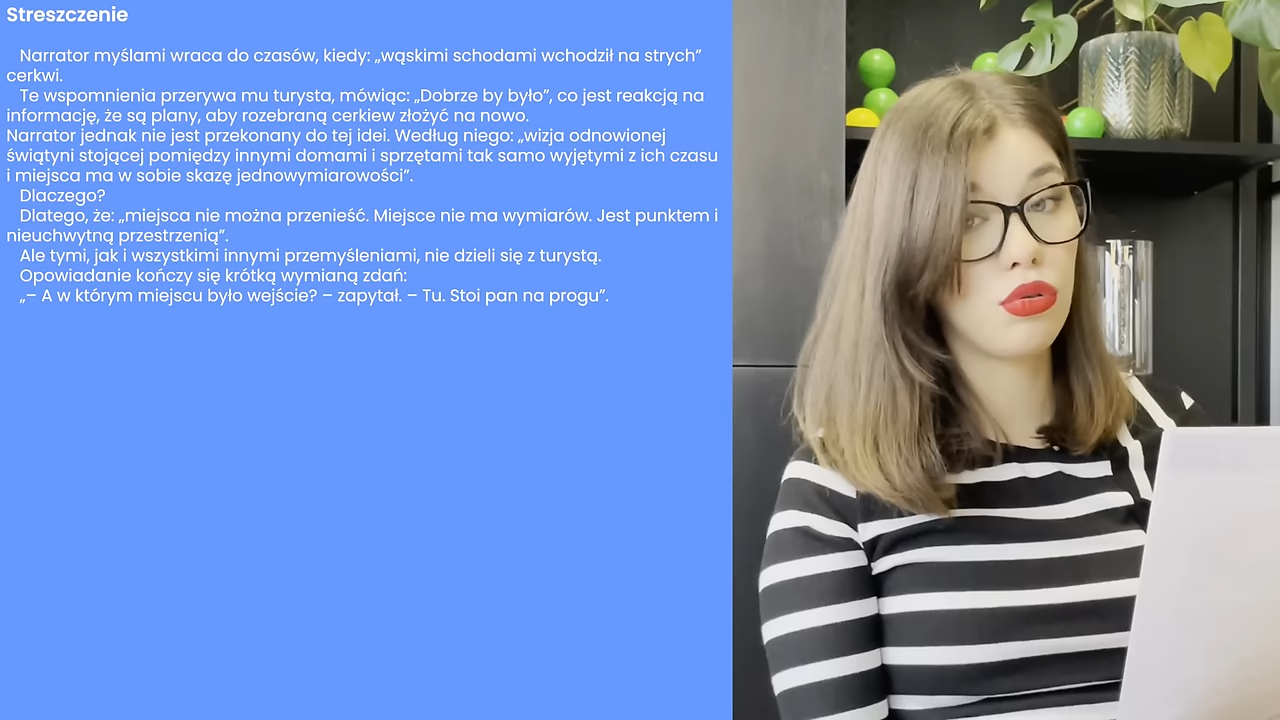 Streszczenie
Narrator myślami wraca do czasów, kiedy: „wąskimi schodami wchodził na strych”
cerkwi.
Te wspomnienia przerywa mu turysta, mówiąc: „Dobrze by było”, co jest reakcją na
informację, że są plany, aby rozebraną cerkiew złożyć na nowo.
Narrator jednak nie jest przekonany do tej idei. Według niego: „wizja odnowionej
świątyni stojącej pomiędzy innymi domami i sprzętami tak samo wyjętymi z ich czasu
i miejsca ma w sobie skazę jednowymiarowości”.
Dlaczego?
Dlatego, że: „miejsca nie można przenieść. Miejsce nie ma wymiarów. Jest punktem i
nieuchwytną przestrzenią”.
Ale tymi, jak i wszystkimi innymi przemyśleniami, nie dzieli się z turystą.
Opowiadanie kończy się krótką wymianą zdań:
„– A w którym miejscu było wejście? – zapytał. – Tu. Stoi pan na progu”.